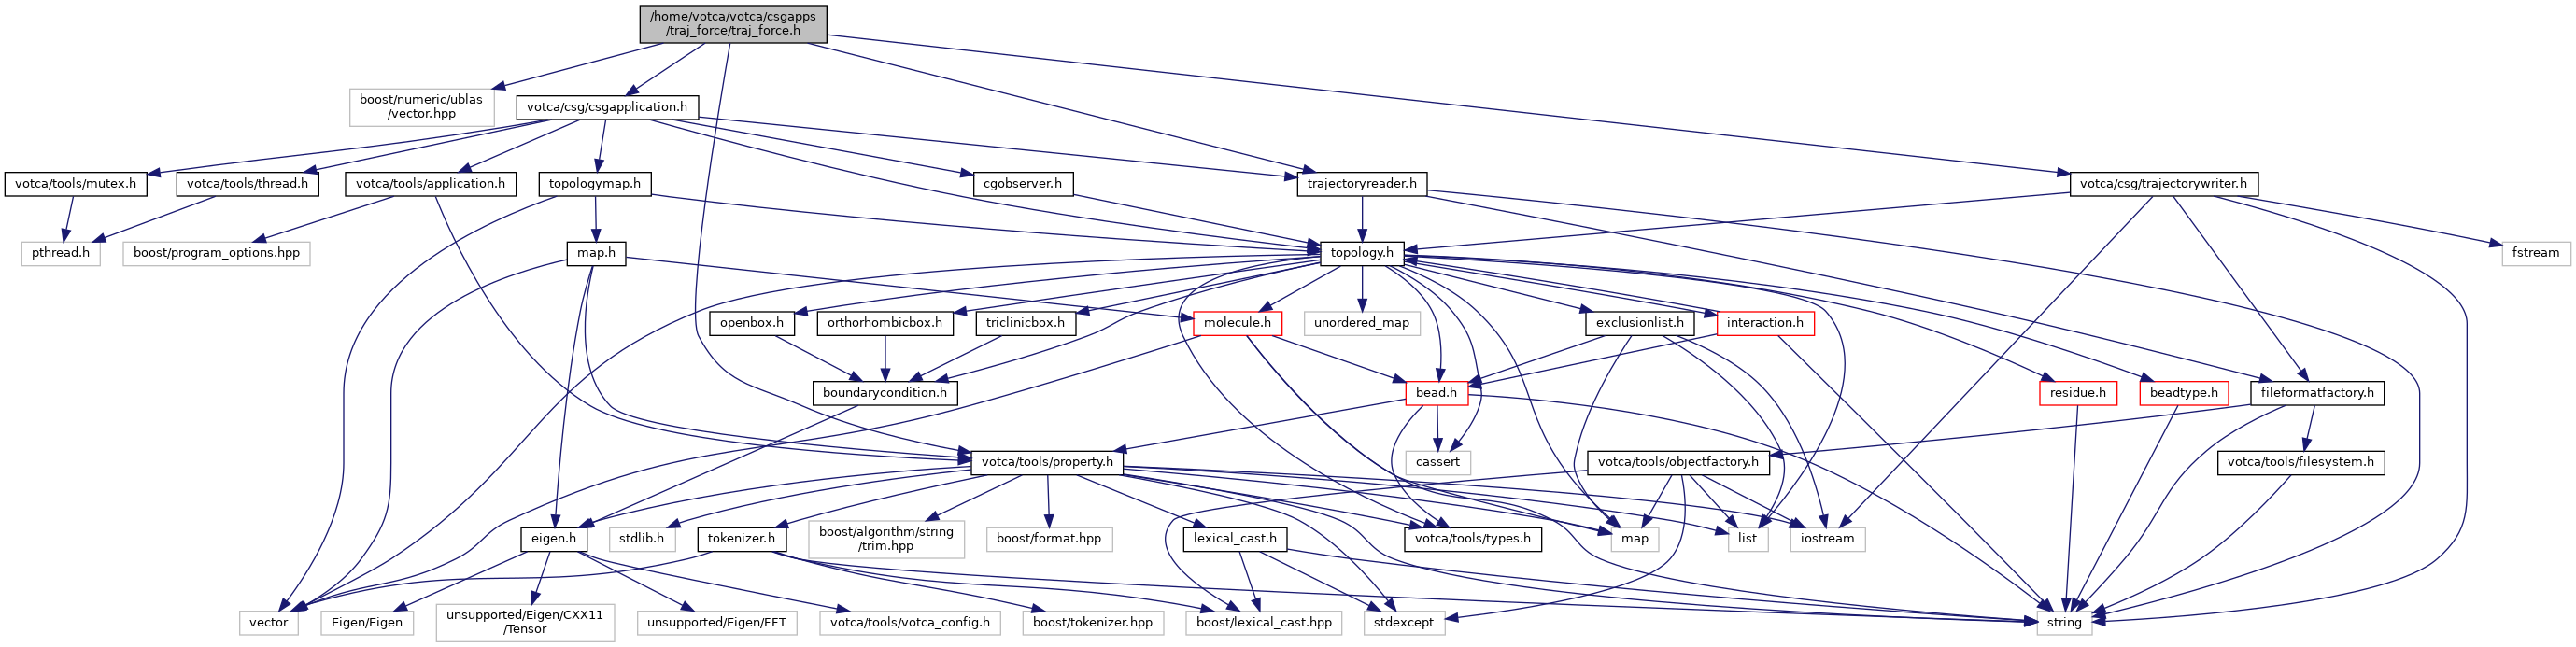 /home/votca/votca/csgapps
/traj_force/traj_force.h
boost/numeric/ublas
/vector.hpp
votca/csg/csgapplication.h
votca/tools/mutex.h
votca/tools/thread.h
votca/tools/application.h
topologymap.h
cgobserver.h
trajectoryreader.h
votca/csg/trajectorywriter.h
pthread.h
boost/program_options.hpp
map.h
topology.h
fstream
openbox.h
orthorhombicbox.h
triclinicbox.h
molecule.h
unordered_map
exclusionlist.h
interaction.h
boundarycondition.h
bead.h
residue.h
beadtype.h
fileformatfactory.h
votca/tools/property.h
cassert
votca/tools/objectfactory.h
votca/tools/filesystem.h
eigen.h
stdlib.h
tokenizer.h
boost/algorithm/string
/trim.hpp
boost/format.hpp
lexical_cast.h
votca/tools/types.h
map
list
iostream
vector
Eigen/Eigen
unsupported/Eigen/CXX11
/Tensor
unsupported/Eigen/FFT
votca/tools/votca_config.h
boost/tokenizer.hpp
boost/lexical_cast.hpp
stdexcept
string